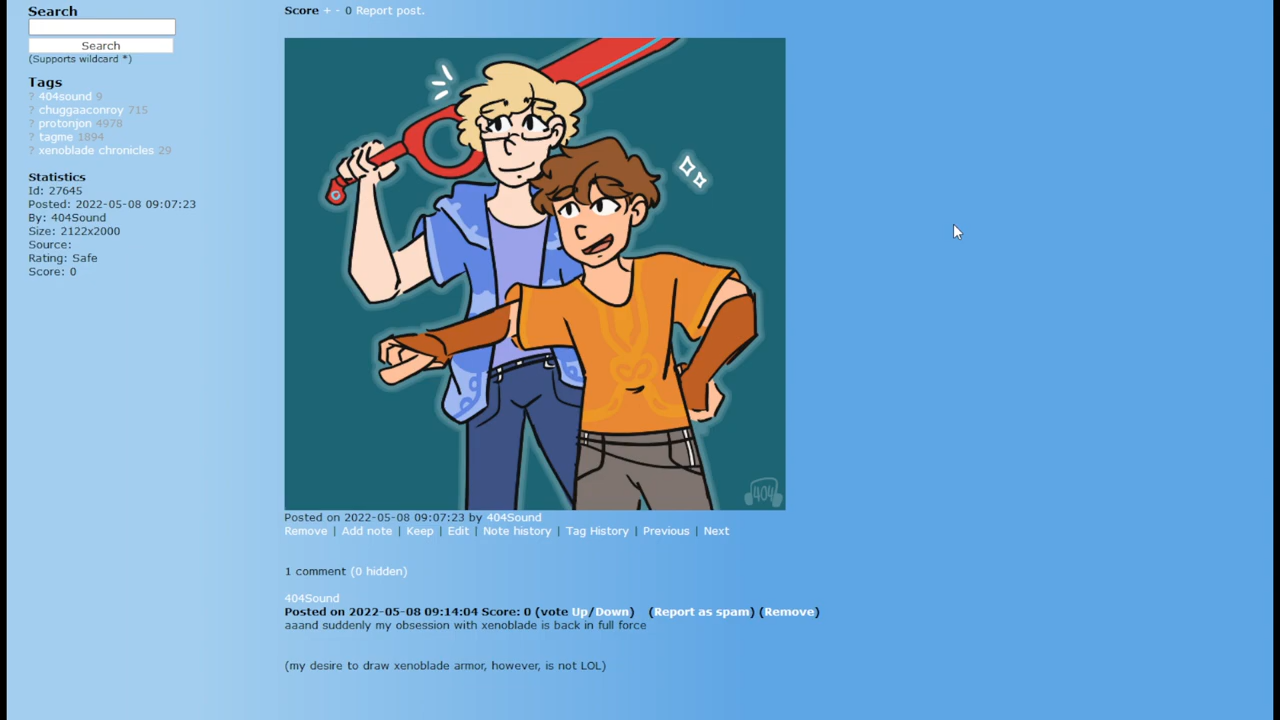 Search
Search
(Supports wildcard *)
Tags
? 404sound 9
? chuggaaconroy 715
? protonjon 4978
? tagme 1894
? xenoblade chronicles 29
Statistics
Id: 27645
Posted: 2022-05-08 09:07:23
By: 404Sound
Size: 2122x2000
Source:
Rating: Safe
Score: 0
Score + - 0 Report post.
404
Posted on 2022-05-08 09:07:23 by 404Sound
Remove | Add note | Keep | Edit | Note history | Tag History | Previous | Next
1 comment (0 hidden)
404Sound
Posted on 2022-05-08 09:14:04 Score: 0 (vote Up/Down) (Report as spam) (Remove)
aaand suddenly my obsession with xenoblade is back in full force
(my desire to draw xenoblade armor, however, is not LOL)